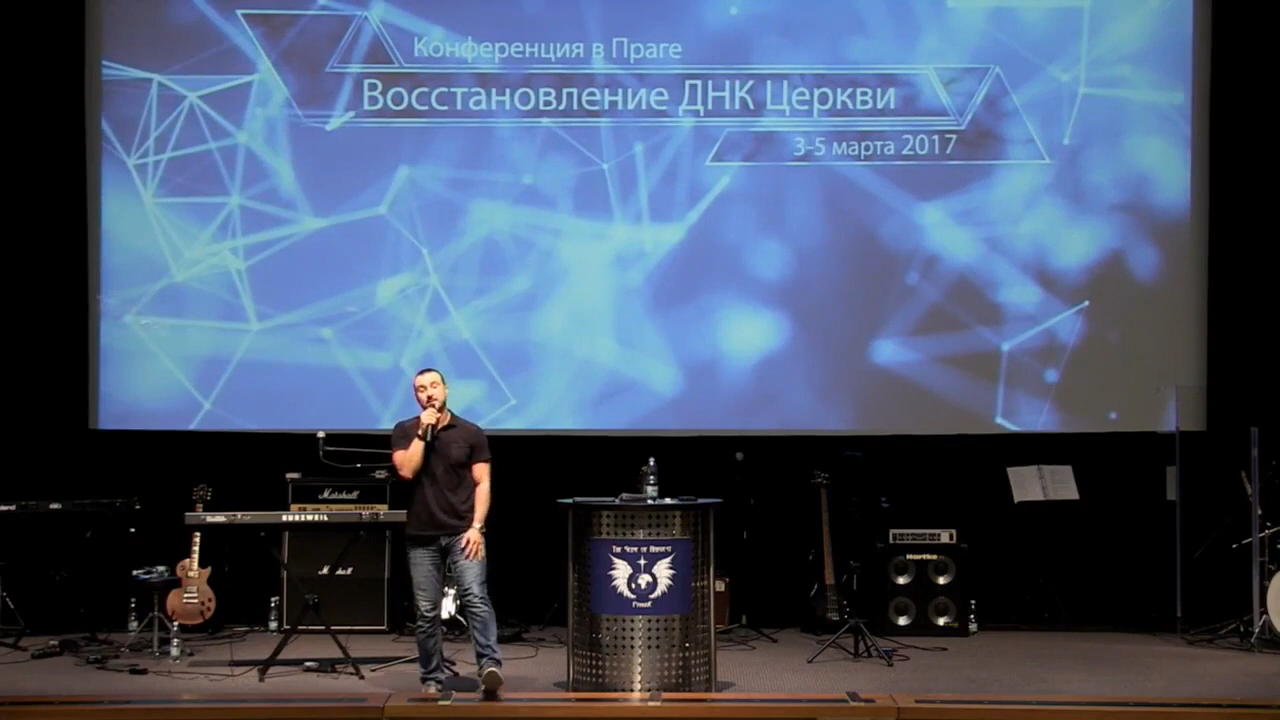 Конференция в Праге
Восстановление ДНК Церкви
3-5 марта 2017
Marshall
KURZWEIL
Hartke